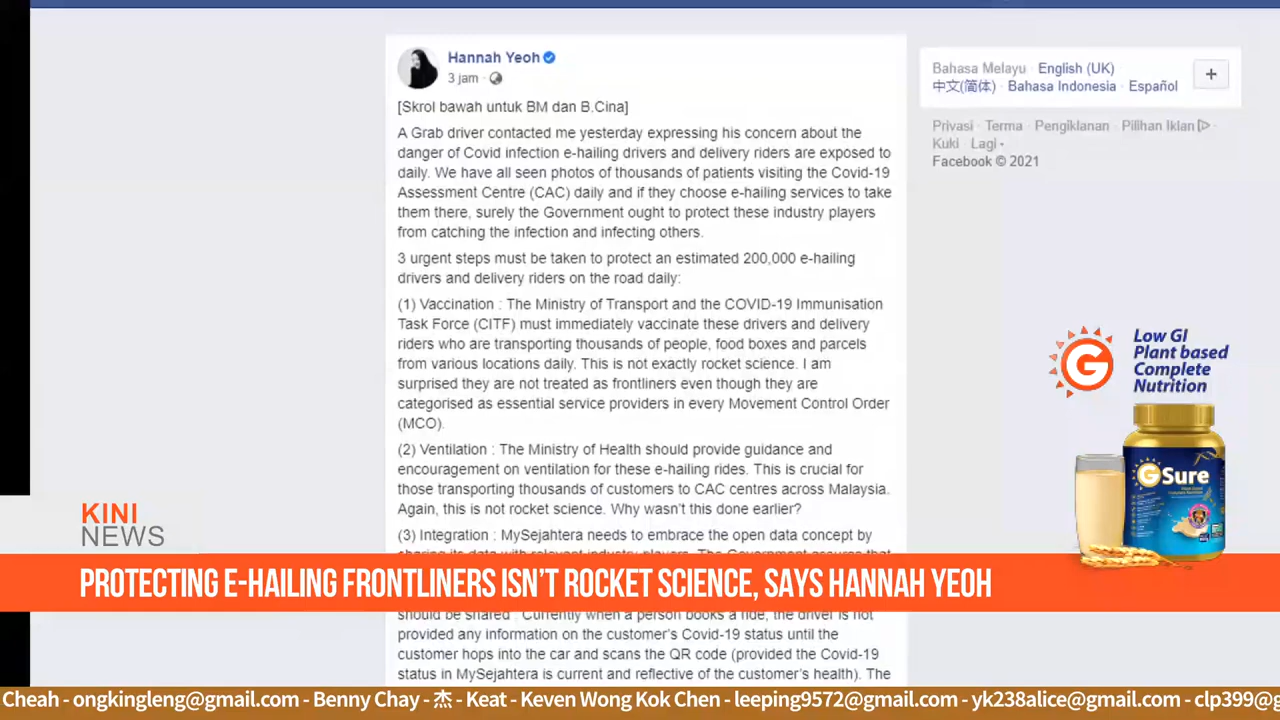 Hannah Yeoh
3 jam ·
[Skrol bawah untuk BM dan B.Cina]
A Grab driver contacted me yesterday expressing his concern about the
danger of Covid infection e-hailing drivers and delivery riders are exposed to
daily. We have all seen photos of thousands of patients visiting the Covid-19
Assessment Centre (CAC) daily and if they choose e-hailing services to take
them there, surely the Government ought to protect these industry players
from catching the infection and infecting others.
3 urgent steps must be taken to protect an estimated 200,000 e-hailing
drivers and delivery riders on the road daily:
(1) Vaccination : The Ministry of Transport and the COVID-19 Immunisation
Task Force (CITF) must immediately vaccinate these drivers and delivery
riders who are transporting thousands of people, food boxes and parcels
from various locations daily. This is not exactly rocket science. I am
surprised they are not treated as frontliners even though they are
categorised as essential service providers in every Movement Control Order
(MCO).
(2) Ventilation : The Ministry of Health should provide guidance and
encouragement on ventilation for these e-hailing rides. This is crucial for
those transporting thousands of customers to CAC centres across Malaysia.
Again, this is not rocket science. Why wasn't this done earlier?
(3) Integration : MySejahtera needs to embrace the open data concept by
sharing its data with relevant industry players. The Government assures that
should be shared . Currently when a person books a ride, the driver is not
provided any information on the customer's Covid-19 status until the
customer hops into the car and scans the QR code (provided the Covid-19
status in MySejahtera is current and reflective of the customer's health). The
Bahasa Melayu · English (UK)
中文(简体) · Bahasa Indonesia · Español
+
Privasi · Terma · Pengiklanan · Pilihan Iklan ·
Kuki · Lagi
Facebook © 2021
G
Low GI
Plant based
Complete
Nutrition
GSure
KINI
NEWS
PROTECTING E-HAILING FRONTLINERS ISN'T ROCKET SCIENCE, SAYS HANNAH YEOH
Cheah - ongkingleng@gmail.com - Benny Chay - 杰 - Keat - Keven Wong Kok Chen - leeping9572@gmail.com - yk238alice@gmail.com - clp399@g